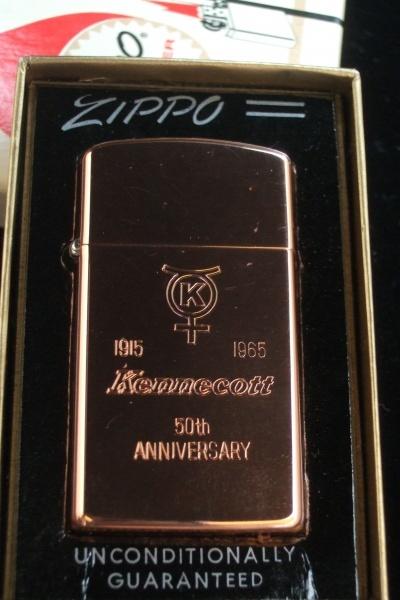 ZIPPO
K
1915 1965
Kennecott
50th
ANNIVERSARY
UNCONDITIONALLY
GUARANTEED